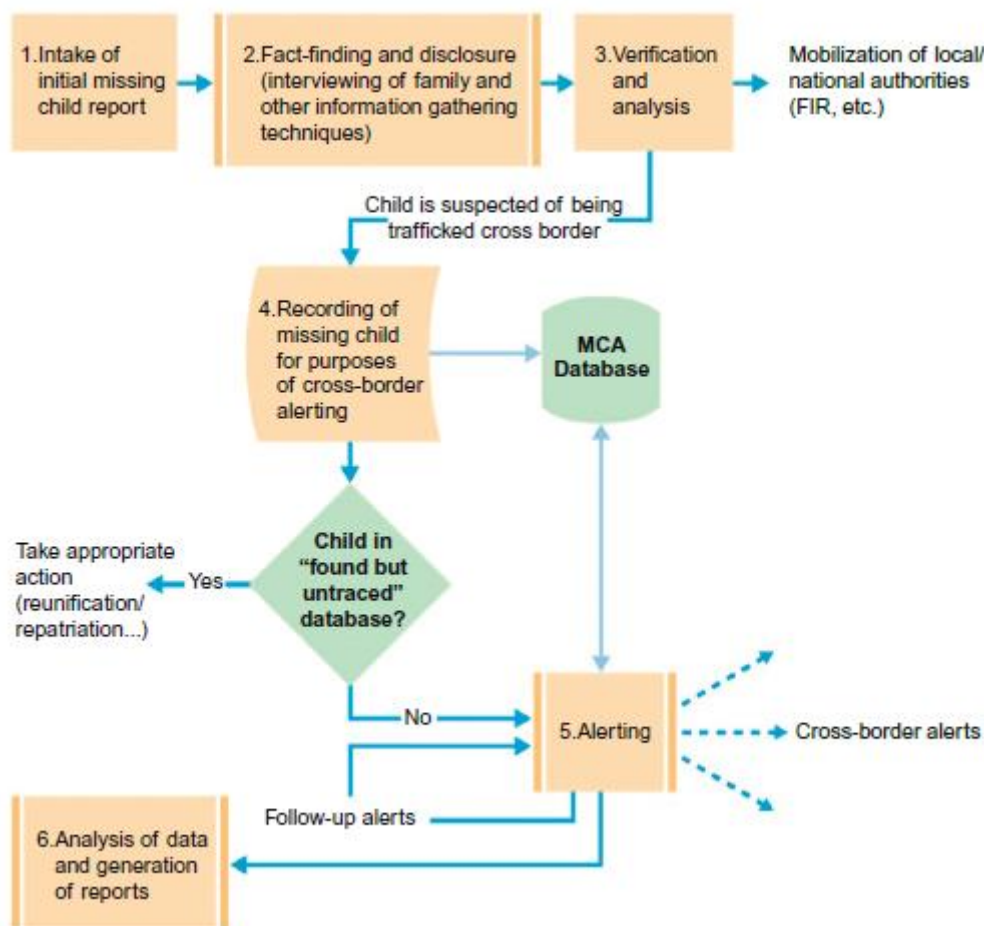 1.Intake of
initial missing
child report
2.Fact-finding and disclosure
(interviewing of family and
other information gathering
techniques)
3.Verification
and
analysis
Mobilization of local/
national authorities
(FIR, etc.)
Child is suspected of being
trafficked cross border
4.Recording of
missing child
for purposes
of cross-border
alerting
MCA
Database
Child in
“found but
untraced”
database?
Yes
Take appropriate
action
(reunification/
repatriation...)
No
5.Alerting
Cross-border alerts
Follow-up alerts
6.Analysis of data
and generation
of reports